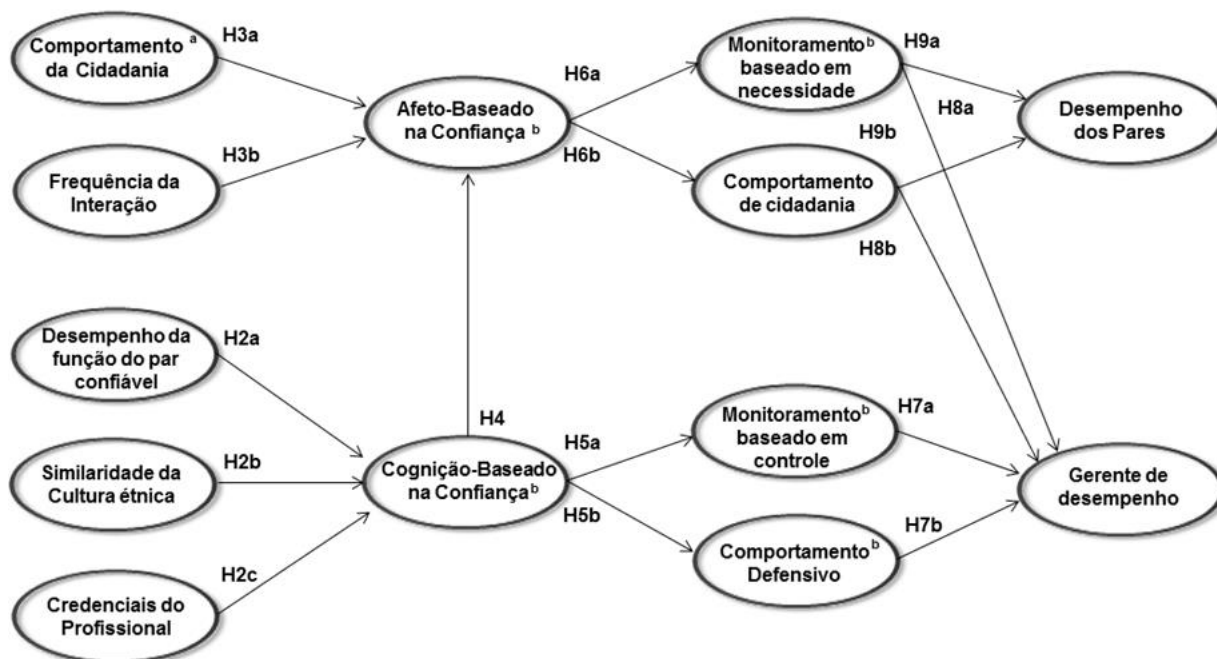 Comportamento a
da Cidadania
H3a
Frequência da
Interação
H3b
Desempenho da
função do par
confiável
H2a
Similaridade da
Cultura étnica
H2b
Credenciais do
Profissional
H2c
Afeto-Baseado
na Confiança b
H4
Cognição-Baseado
na Confiança b
H6a
H6b
H5a
H5b
Monitoramento b
baseado em
necessidade
Comportamento
de cidadania
Monitoramento b
baseado em
controle
Comportamento b
Defensivo
H9a
H8a
H9b
H8b
H7a
H7b
Desempenho
dos Pares
Gerente de
desempenho